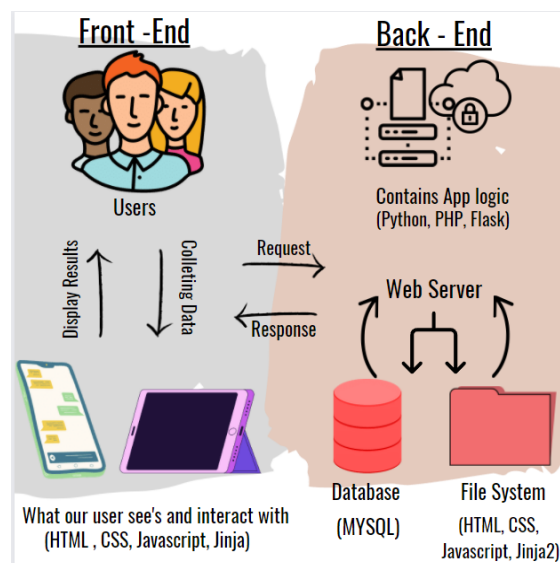 Front -End
Users
Display Results
Colleting Data
What our user see's and interact with
(HTML , CSS, Javascript, Jinja)
Request
Response
Back - End
Contains App logic
(Python, PHP, Flask)
Web Server
Database
(MYSQL)
File System
(HTML, CSS,
Javascript, Jinja2)